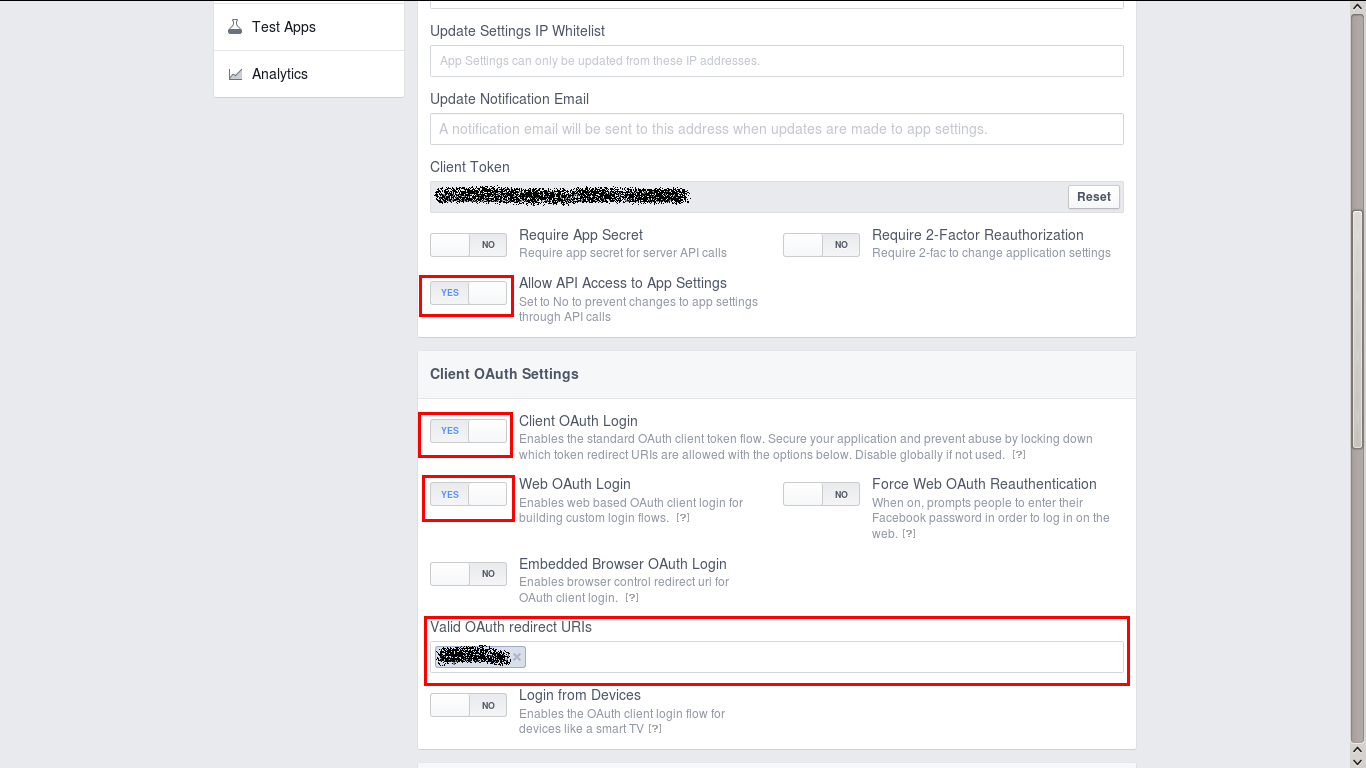 Test Apps
Analytics
Update Settings IP Whitelist
App Settings can only be updated from these IP addresses.
Update Notification Email
A notification email will be sent to this address when updates are made to app settings.
Client Token
Reset
NO
Require App Secret
Require app secret for server API calls
NO
Require 2-Factor Reauthorization
Require 2-fac to change application settings
YES
Allow API Access to App Settings
Set to No to prevent changes to app settings
through API calls
Client OAuth Settings
YES
Client OAuth Login
Enables the standard OAuth client token flow. Secure your application and prevent abuse by locking down
which token redirect URIs are allowed with the options below. Disable globally if not used. [?]
YES
Web OAuth Login
Enables web based OAuth client login for
building custom login flows. [?]
NO
Force Web OAuth Reauthentication
When on, prompts people to enter their
Facebook password in order to log in on the
web. [?]
NO
Embedded Browser OAuth Login
Enables browser control redirect uri for
OAuth client login. [?]
Valid OAuth redirect URIs
×
NO
Login from Devices
Enables the OAuth client login flow for
devices like a smart TV [?]